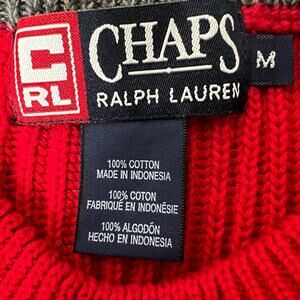 C
RL
CHAPS
RALPH LAUREN
M
100% COTTON
MADE IN INDONESIA
100% COTON
FABRIQUÉ EN INDONÉSIE
100% ALGODÓN
HECHO EN INDONESIA